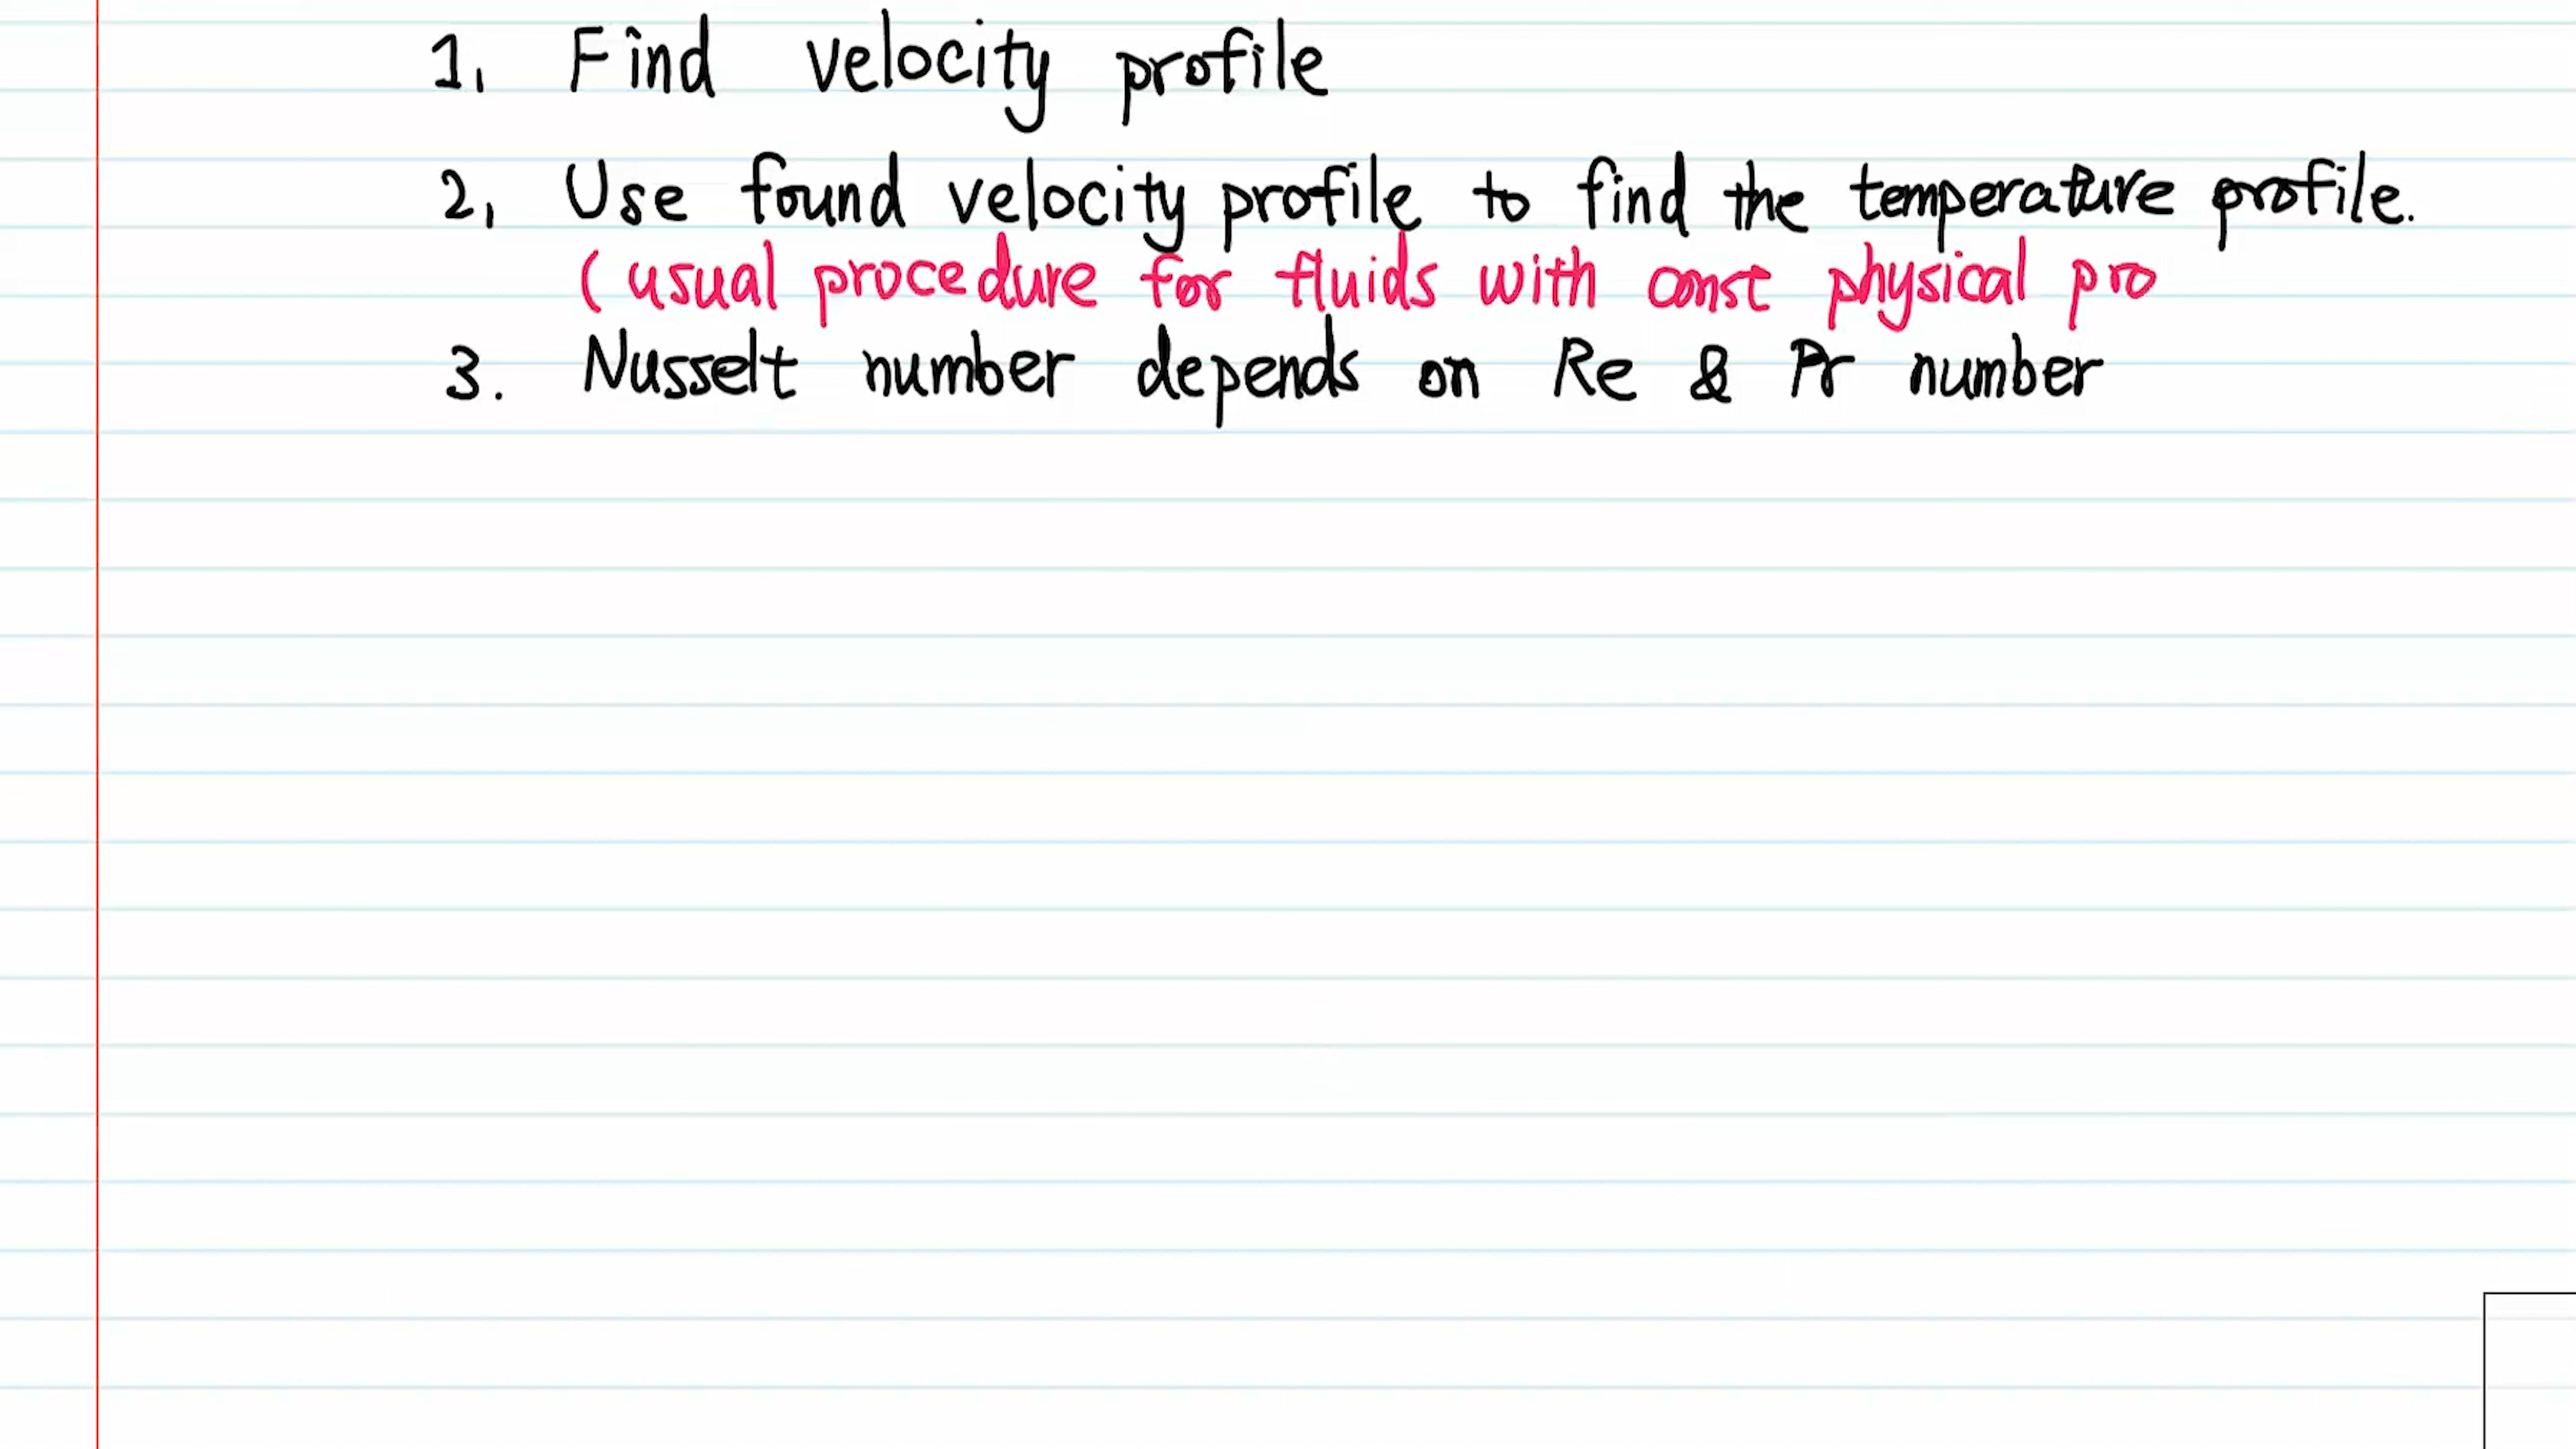 1. Find velocity profile
2. Use found velocity profile to find the temperature profile.
(usual procedure for fluids with const physical pro
3. Nusselt number depends on Re & Pr number